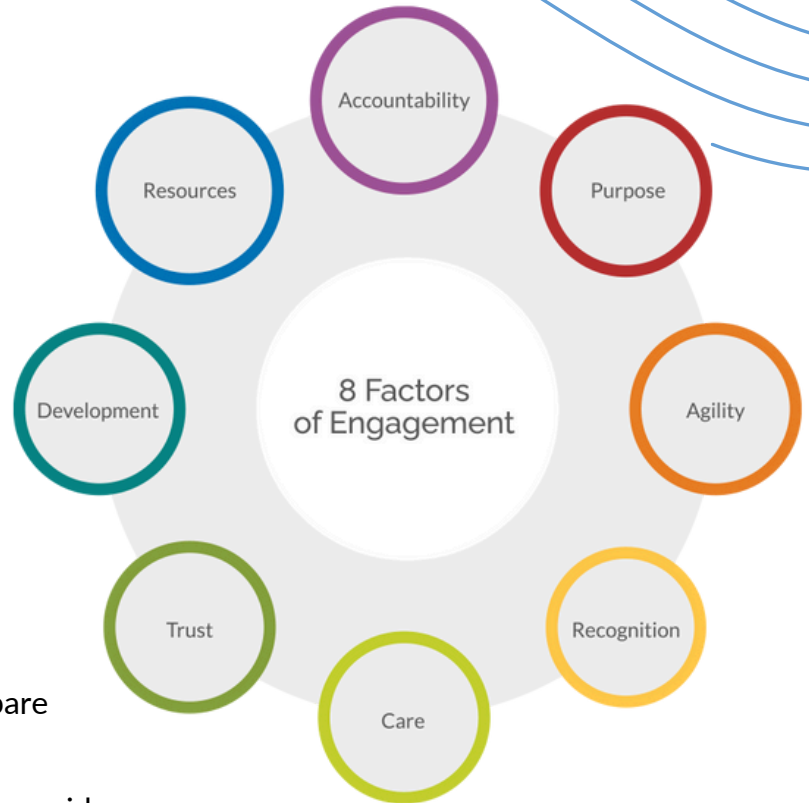 Accountability
Resources
Purpose
8 Factors
of Engagement
Development
Agility
Trust
Recognition
Care